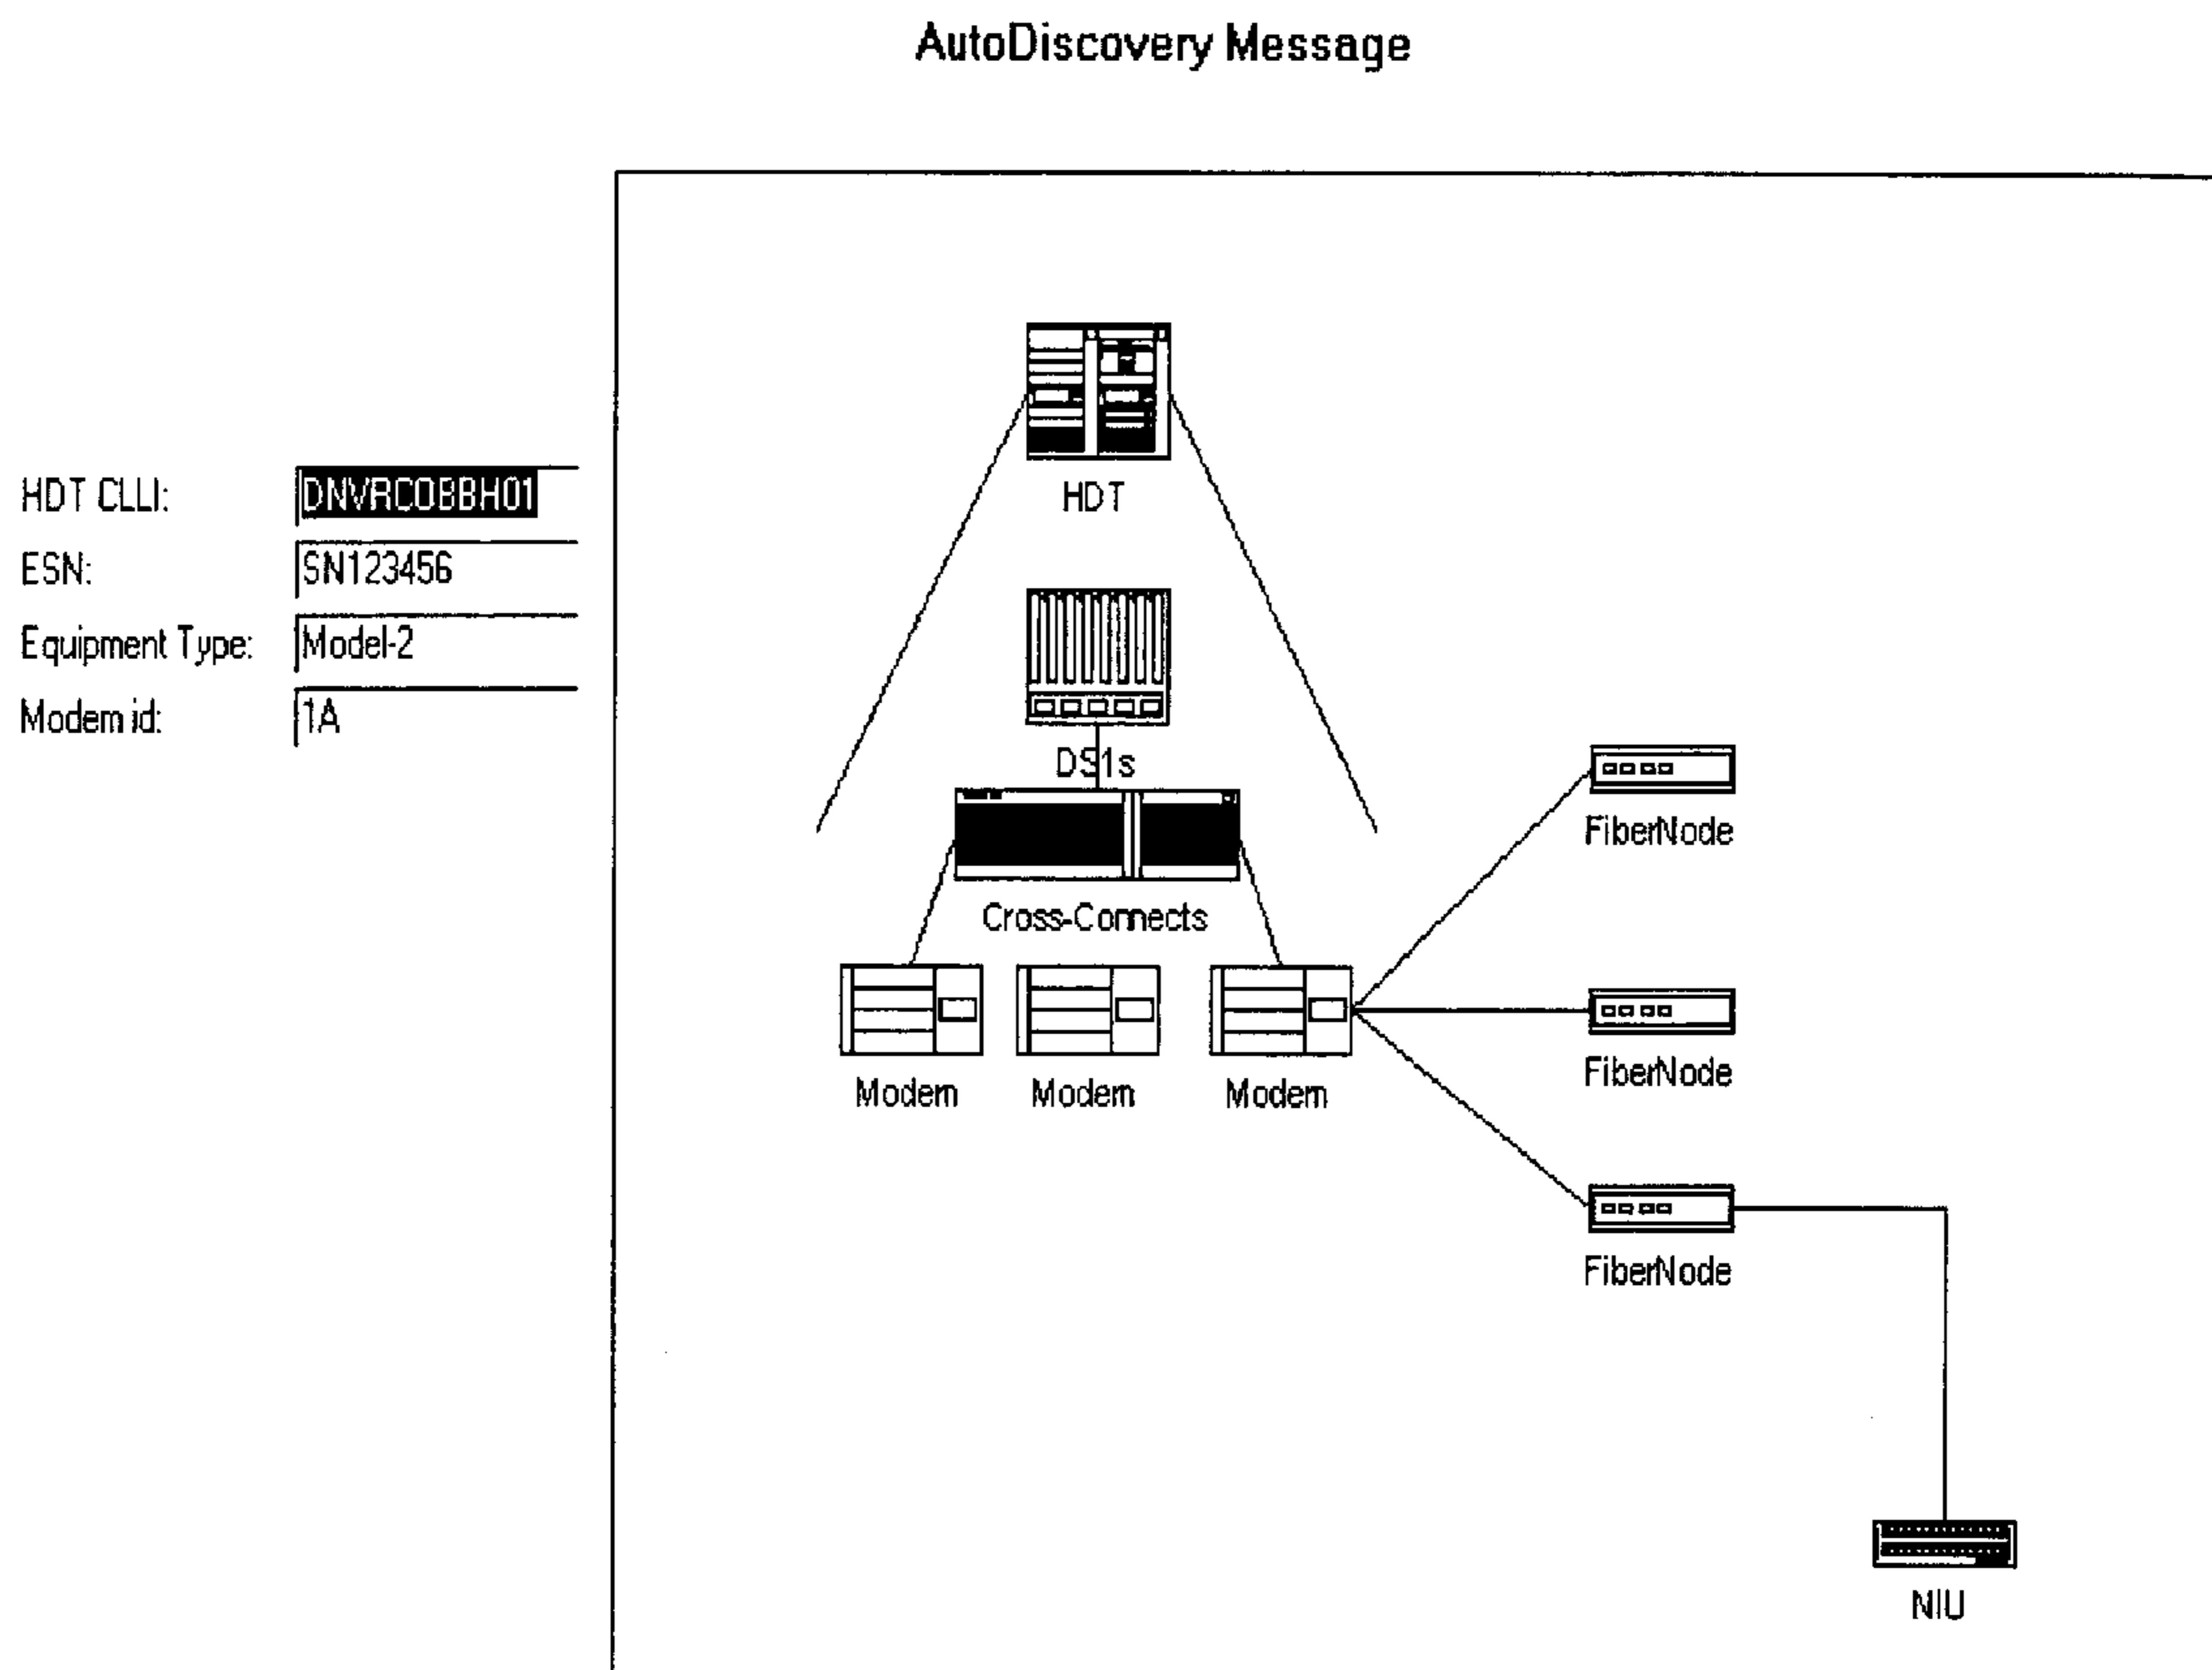 AutoDiscovery Message
HDT CLLI: DNVRCOBBH01
ESN: SN123456
Equipment Type: Model-2
Modem id: 1A
HDT
DS1s
Cross-Connects
Modem Modem Modem
FiberNode
FiberNode
FiberNode
NIU